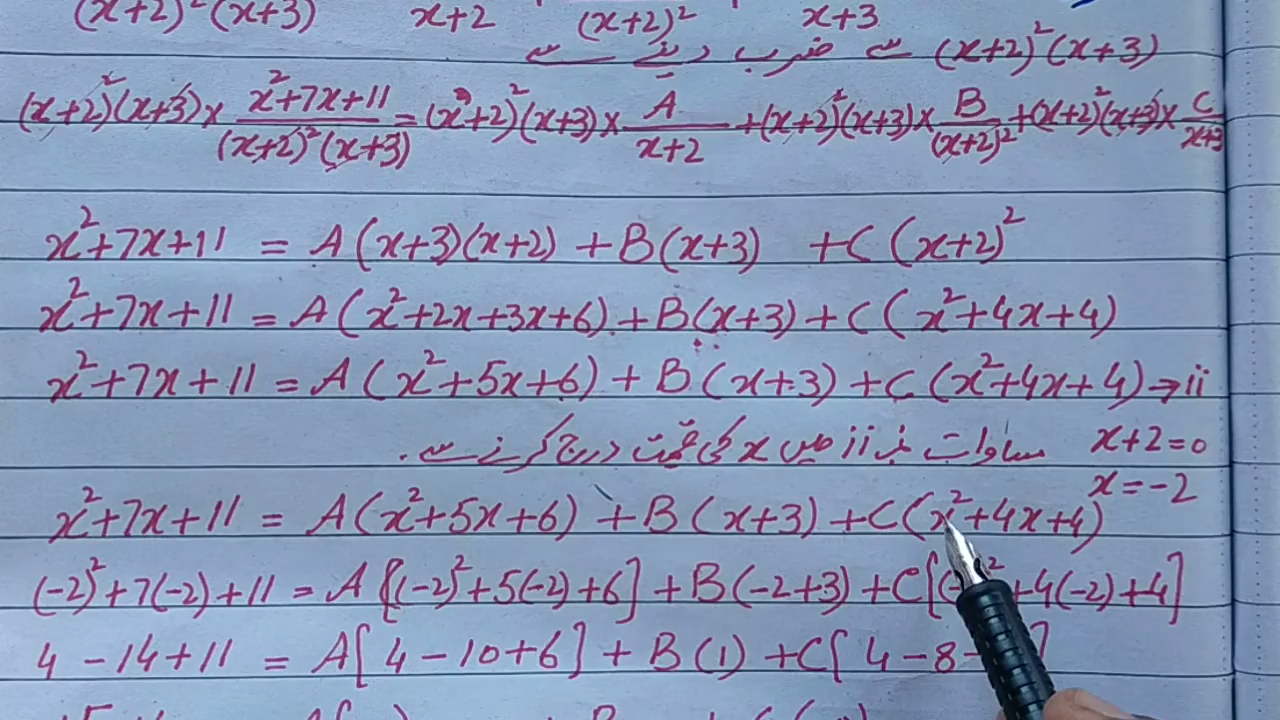 (x+2)²(x+3) x+2 (x+2)² x+3
(x+2)²(x+3) سے ضرب دینے سے
(x+2)²(x+3) × x²+7x+11/(x+2)²(x+3) = (x+2)²(x+3) × A/x+2 + (x+2)²(x+3) × B/(x+2)² + (x+2)²(x+3) × C/x+3
x²+7x+11 = A(x+3)(x+2) + B(x+3) + C(x+2)²
x²+7x+11 = A(x²+2x+3x+6) + B(x+3) + C(x²+4x+4)
x²+7x+11 = A(x²+5x+6) + B(x+3) + C(x²+4x+4) → ii
مساوات نمبر ii میں x کی قیمت درج کرنے سے۔ x+2=0
x=-2
x²+7x+11 = A(x²+5x+6) + B(x+3) + C(x²+4x+4)
(-2)²+7(-2)+11 = A[(-2)²+5(-2)+6] + B(-2+3) + C[( ² +4(-2)+4]
4-14+11 = A[4-10+6] + B(1) + C[4-8 ]